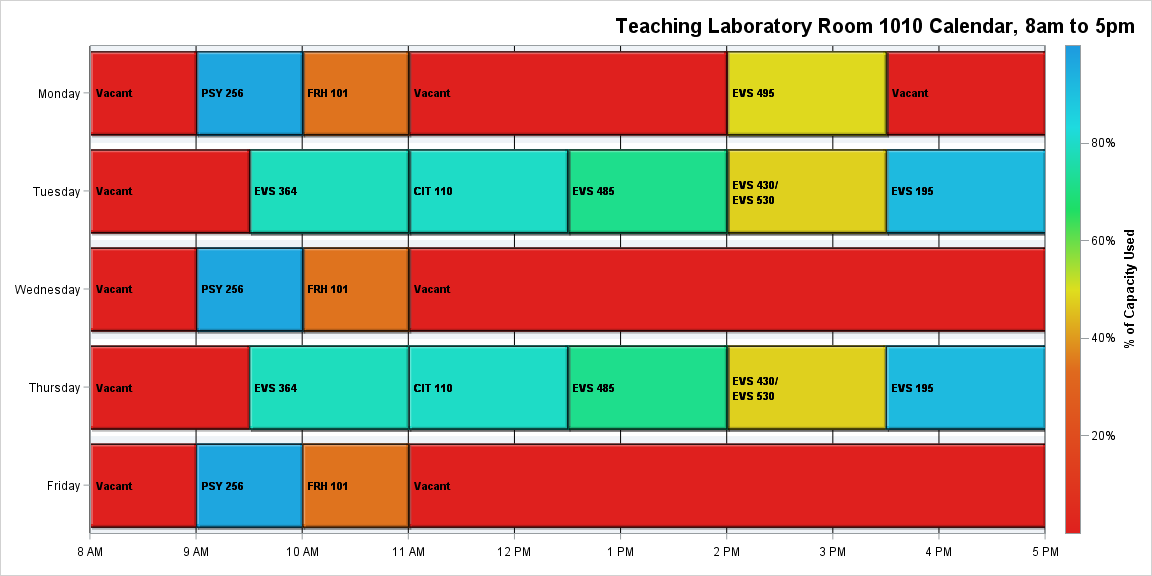 Teaching Laboratory Room 1010 Calendar, 8am to 5pm
Monday
Vacant
PSY 256
FRH 101
Vacant
EVS 495
Vacant
Tuesday
Vacant
EVS 364
CIT 110
EVS 485
EVS 430/
EVS 530
EVS 195
Wednesday
Vacant
PSY 256
FRH 101
Vacant
Thursday
Vacant
EVS 364
CIT 110
EVS 485
EVS 430/
EVS 530
EVS 195
Friday
Vacant
PSY 256
FRH 101
Vacant
8 AM
9 AM
10 AM
11 AM
12 PM
1 PM
2 PM
3 PM
4 PM
5 PM
80%
60%
40%
20%
% of Capacity Used